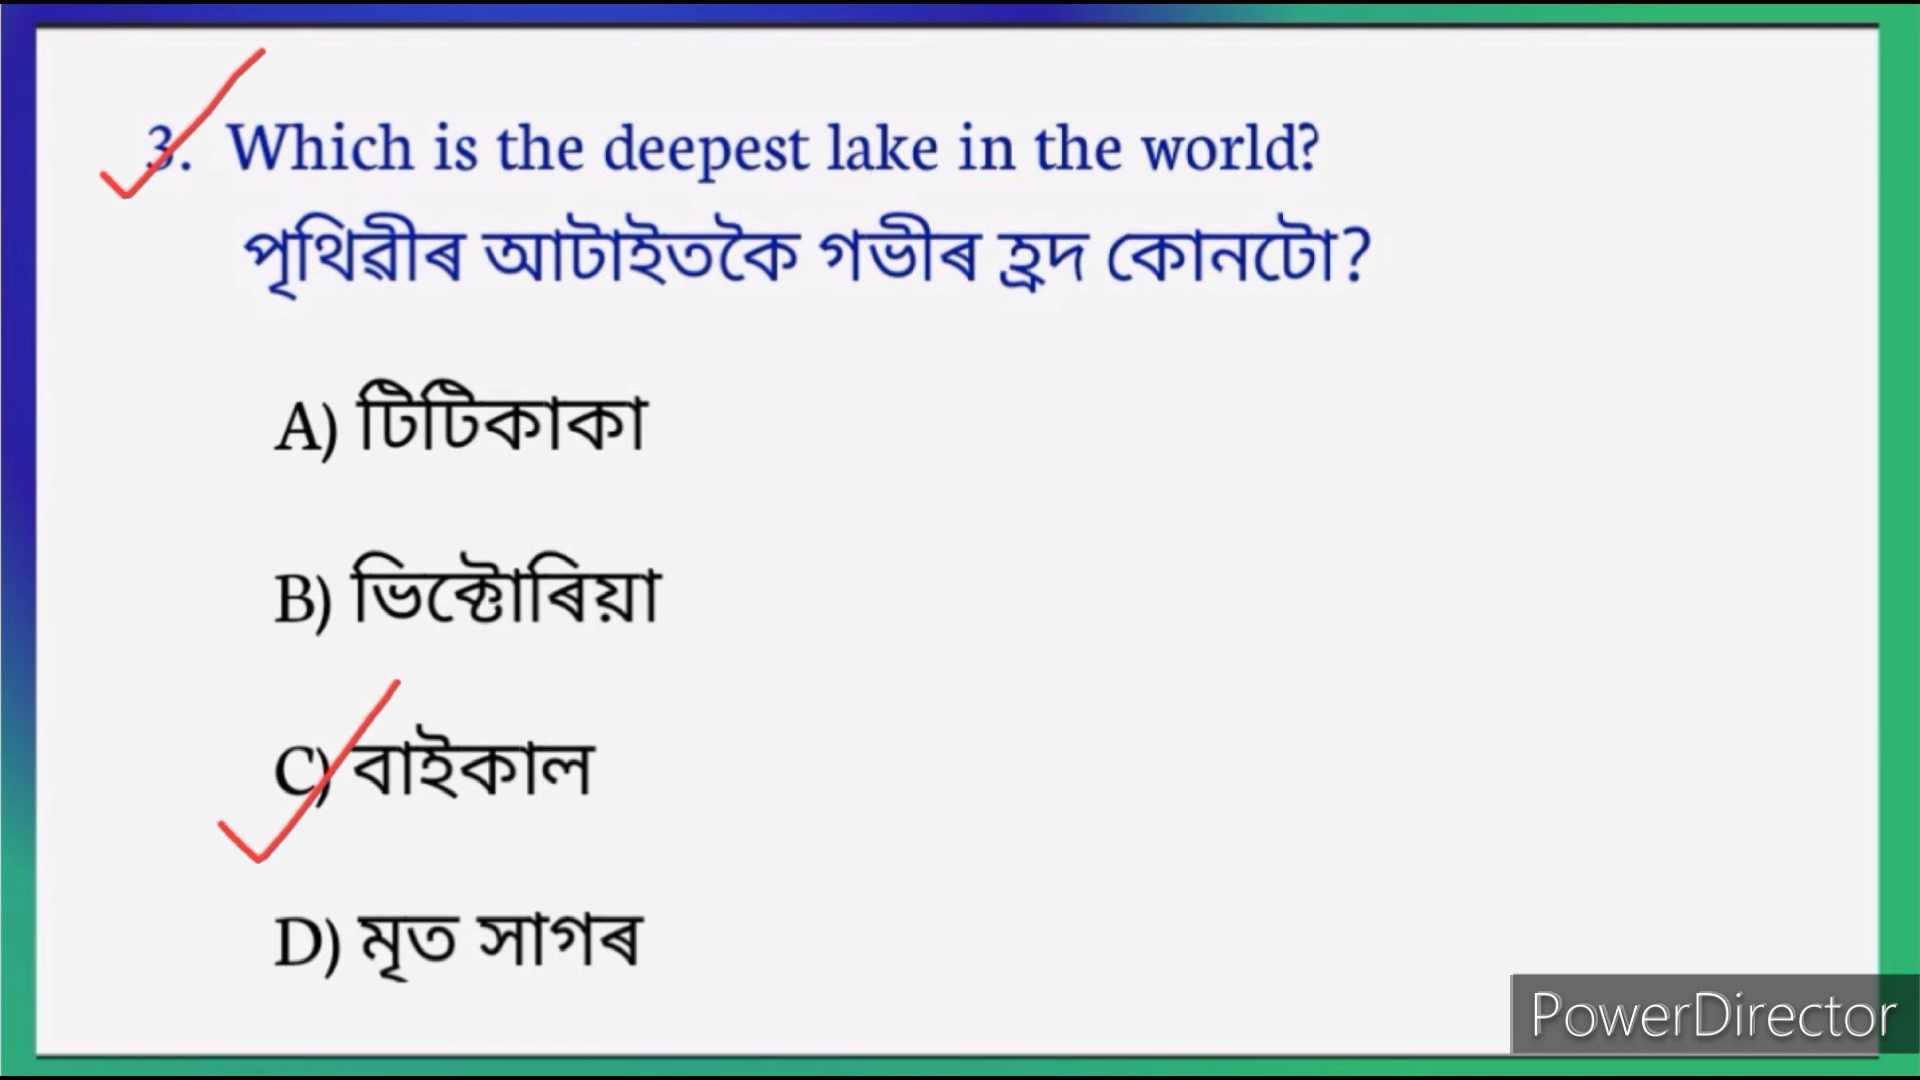 3. Which is the deepest lake in the world?
পৃথিৱীৰ আটাইতকৈ গভীৰ হ্ৰদ কোনটো?
A) টিটিকাকা
B) ভিক্টোৰিয়া
C) বাইকাল
D) মৃত সাগৰ
PowerDirector